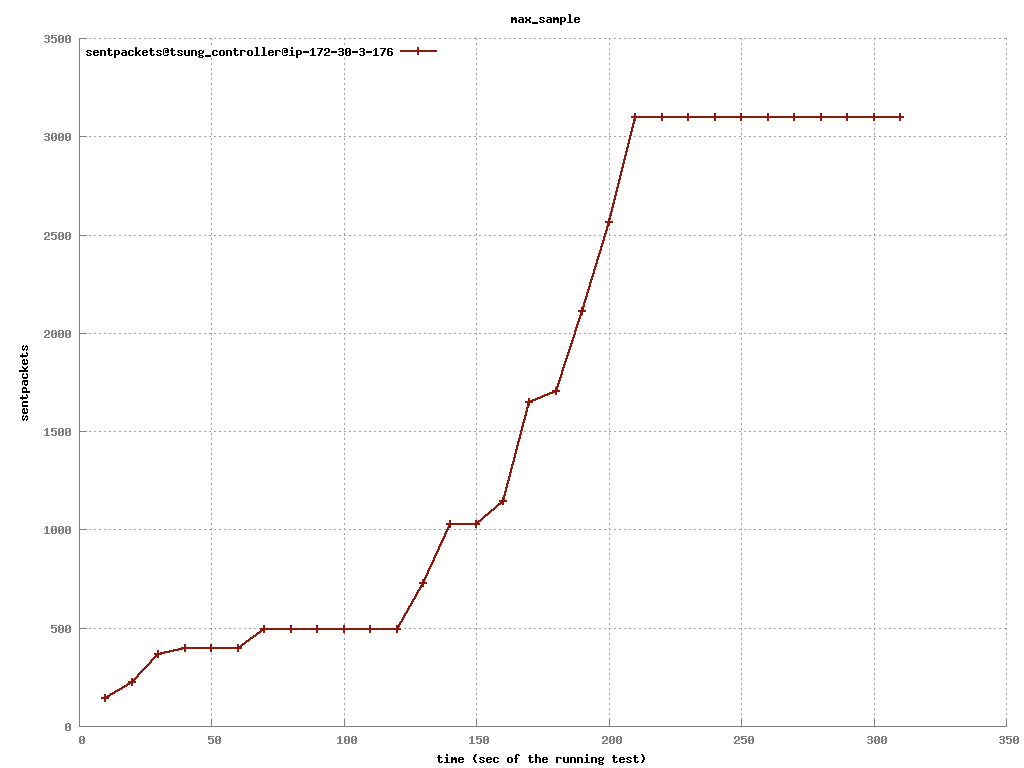 max_sample
3500
sentpackets@tsung_controller@ip-172-30-3-176
3000
2500
2000
sentpackets
1500
1000
500
0
0 50 100 150 200 250 300 350
time (sec of the running test)